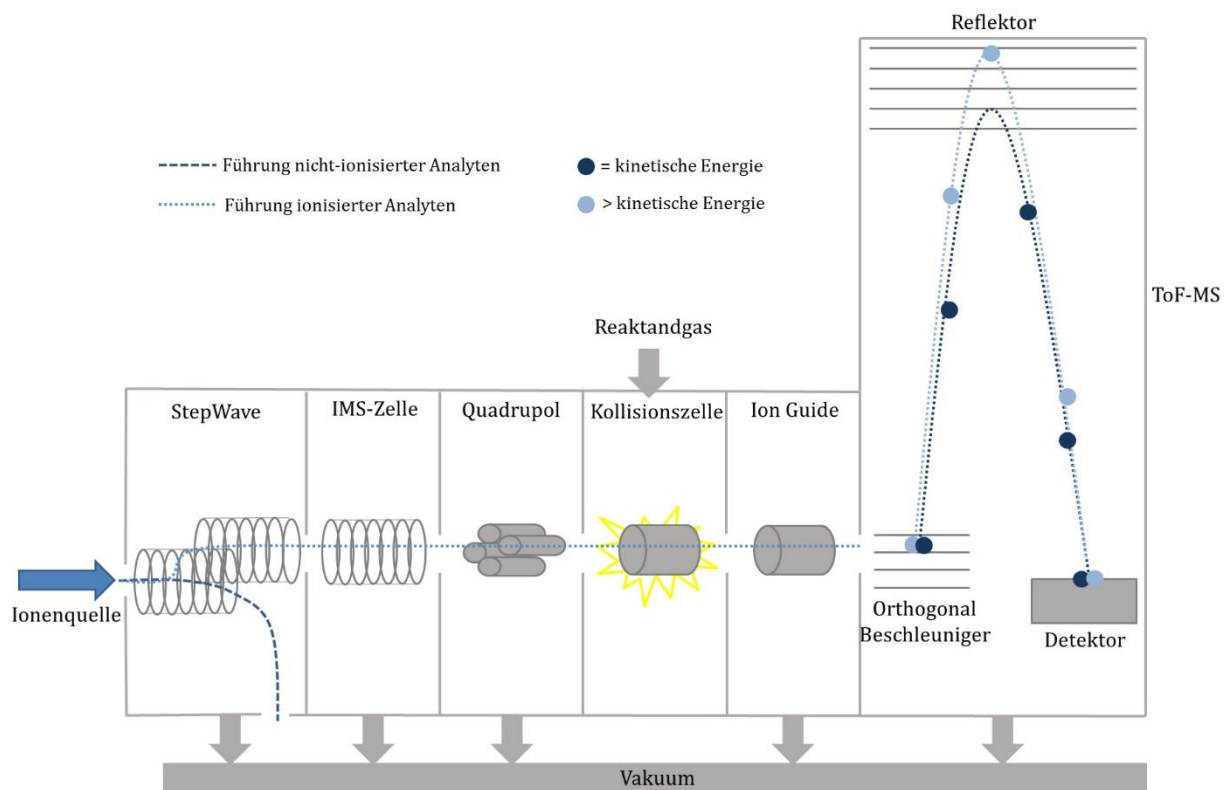 Reflektor
Führung nicht-ionisierter Analyten
= kinetische Energie
Führung ionisierter Analyten
> kinetische Energie
ToF-MS
Reaktandgas
StepWave
IMS-Zelle
Quadrupol
Kollisionszelle
Ion Guide
Ionenquelle
Orthogonal
Beschleuniger
Detektor
Vakuum